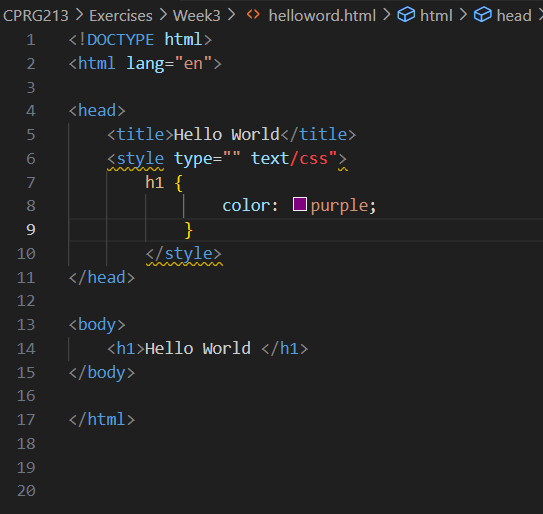 CPRG213 > Exercises > Week3 > <> helloword.html > html > head
1 <!DOCTYPE html>
2 <html lang="en">
3
4 <head>
5 <title>Hello World</title>
6 <style type="" text/css">
7 h1 {
8 color: purple;
9 }
10 </style>
11 </head>
12
13 <body>
14 <h1>Hello World </h1>
15 </body>
16
17 </html>
18
19
20